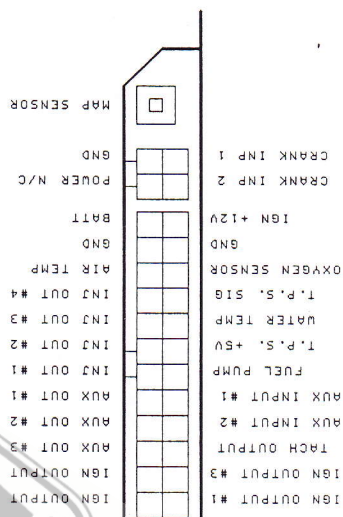 IGN OUTPUT #1 IGN OUTPUT
IGN OUTPUT #3 IGN OUTPUT
TACH OUTPUT AUX OUT #3
AUX INPUT #2 AUX OUT #2
AUX INPUT #1 AUX OUT #1
FUEL PUMP INJ OUT #1
T.P.S. +5V INJ OUT #2
WATER TEMP INJ OUT #3
T.P.S. SIG INJ OUT #4
OXYGEN SENSOR AIR TEMP
GND GND
IGN +12V BATT
CRANK INP 2 POWER N/C
CRANK INP 1 GND
MAP SENSOR